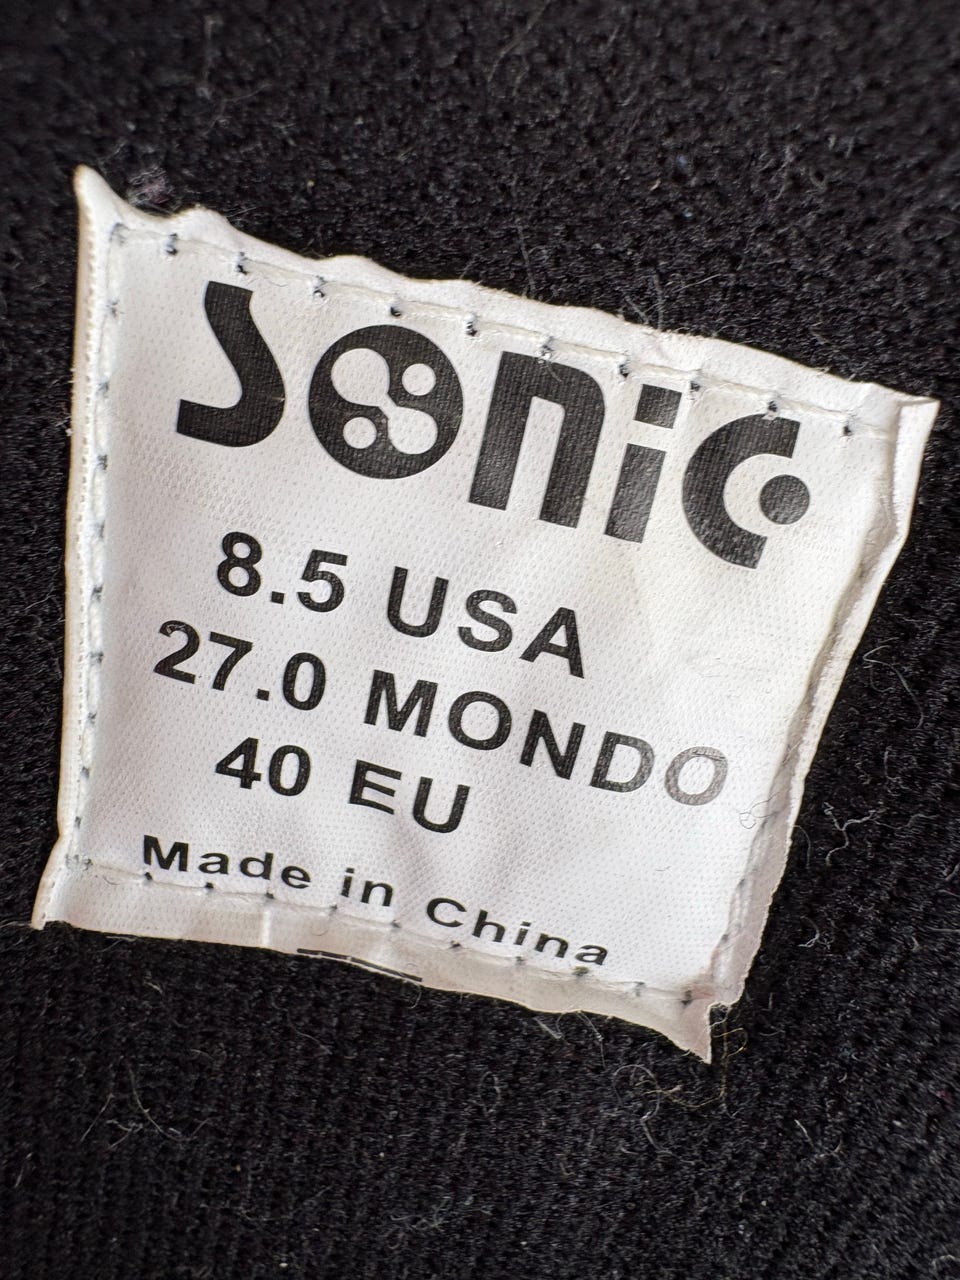 SONiC
8.5 USA
27.0 MONDO
40 EU
Made in China